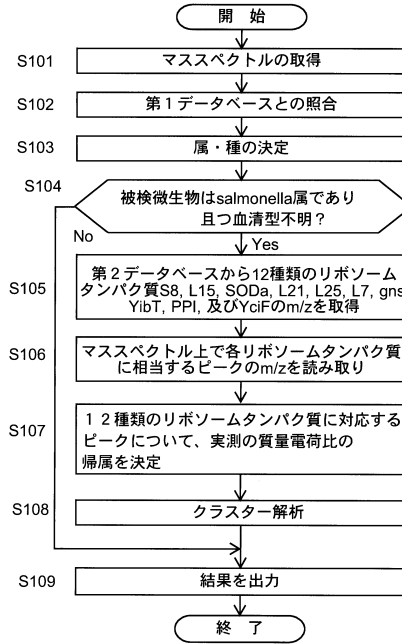 開　始
S101
マススペクトルの取得
S102
第１データベースとの照合
S103
属・種の決定
S104
被検微生物はsalmonella属であり
且つ血清型不明？
No
Yes
S105
第２データベースから12種類のリボソーム
タンパク質S8, L15, SODa, L21, L25, L7, gns
YibT, PPI, 及びYciFのm/zを取得
S106
マススペクトル上で各リボソームタンパク質
に相当するピークのm/zを読み取り
S107
１２種類のリボソームタンパク質に対応する
ピークについて、実測の質量電荷比の
帰属を決定
S108
クラスター解析
S109
結果を出力
終　了